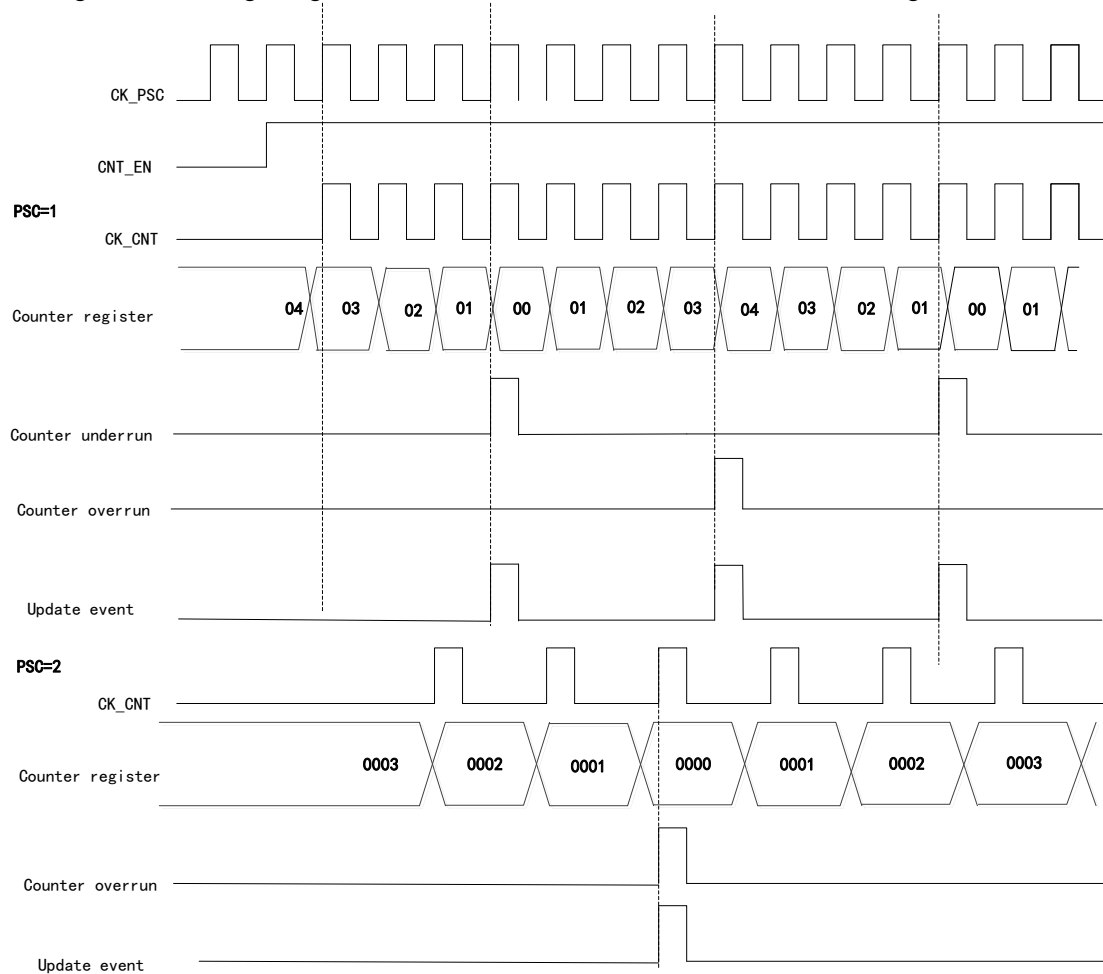 CK_PSC
CNT_EN
PSC=1
CK_CNT
Counter register 04 03 02 01 00 01 02 03 04 03 02 01 00 01
Counter underrun
Counter overrun
Update event
PSC=2
CK_CNT
Counter register 0003 0002 0001 0000 0001 0002 0003
Counter overrun
Update event